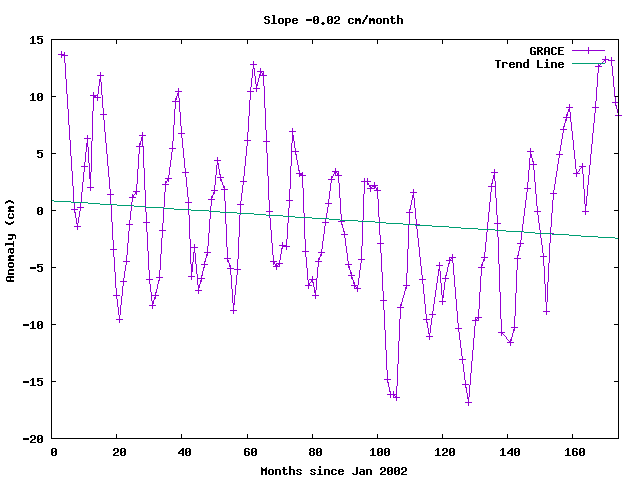 Slope -0.02 cm/month
GRACE
Trend Line
15
10
5
0
-5
-10
-15
-20
Anomaly (cm)
0 20 40 60 80 100 120 140 160
Months since Jan 2002